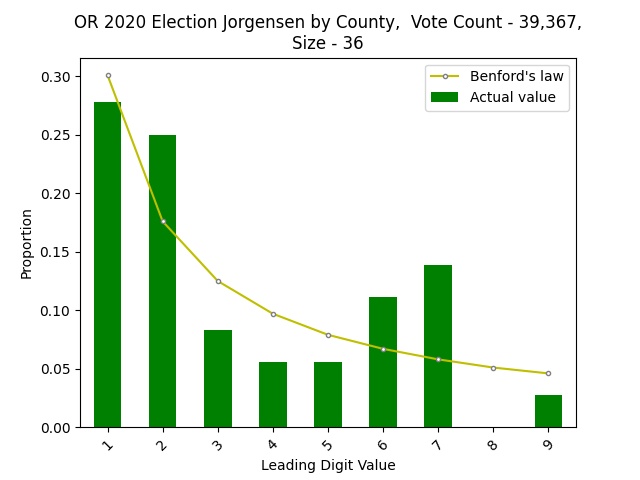 OR 2020 Election Jorgensen by County,  Vote Count - 39,367,
Size - 36
Benford's law
Actual value
Proportion
0.30
0.25
0.20
0.15
0.10
0.05
0.00
1 2 3 4 5 6 7 8 9
Leading Digit Value